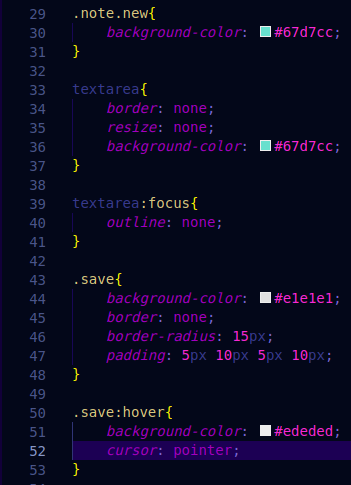 29 .note.new{
30 background-color: #67d7cc;
31 }
32
33 textarea{
34 border: none;
35 resize: none;
36 background-color: #67d7cc;
37 }
38
39 textarea:focus{
40 outline: none;
41 }
42
43 .save{
44 background-color: #e1e1e1;
45 border: none;
46 border-radius: 15px;
47 padding: 5px 10px 5px 10px;
48 }
49
50 .save:hover{
51 background-color: #ededed;
52 cursor: pointer;
53 }